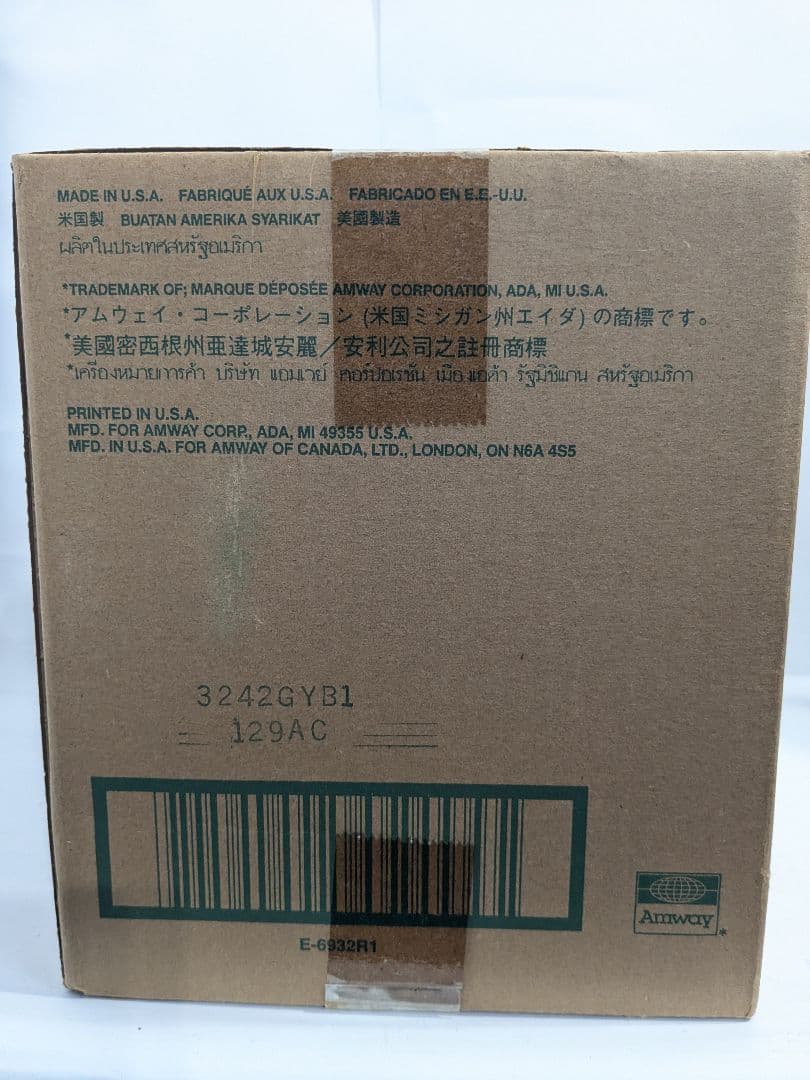 MADE IN U.S.A. FABRIQUÉ AUX U.S.A. FABRICADO EN E.E.-U.U.
米国製 BUATAN AMERIKA SYARIKAT 美國製造
ผลิตในประเทศสหรัฐอเมริกา
*TRADEMARK OF; MARQUE DÉPOSÉE AMWAY CORPORATION, ADA, MI U.S.A.
*アムウェイ・コーポレーション (米国ミシガン州エイダ) の商標です。
*美國密西根州亜達城安麗／安利公司之註冊商標
*เครื่องหมายการค้า บริษัท แอมเวย์ คอร์ปอเรชั่น เมืองเอด้า รัฐมิชิแกน สหรัฐอเมริกา
PRINTED IN U.S.A.
MFD. FOR AMWAY CORP., ADA, MI 49355 U.S.A.
MFD. IN U.S.A. FOR AMWAY OF CANADA, LTD., LONDON, ON N6A 4S5
3242GYB1
129AC
Amway*
E-6932R1